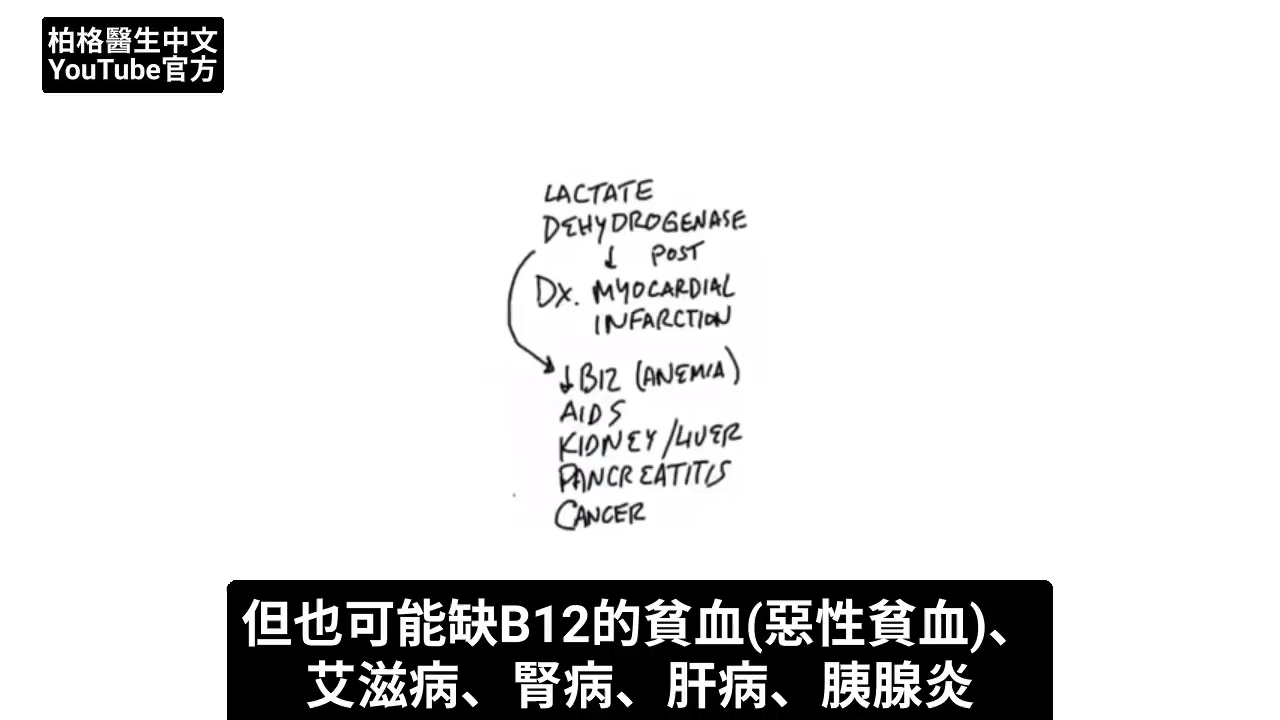 柏格醫生中文
YouTube官方
LACTATE
DEHYDROGENASE
↓ POST
DX. MYOCARDIAL
INFARCTION
↓B12 (ANEMIA)
AIDS
KIDNEY/LIVER
PANCREATITIS
CANCER
但也可能缺B12的貧血(惡性貧血)、
艾滋病、腎病、肝病、胰腺炎